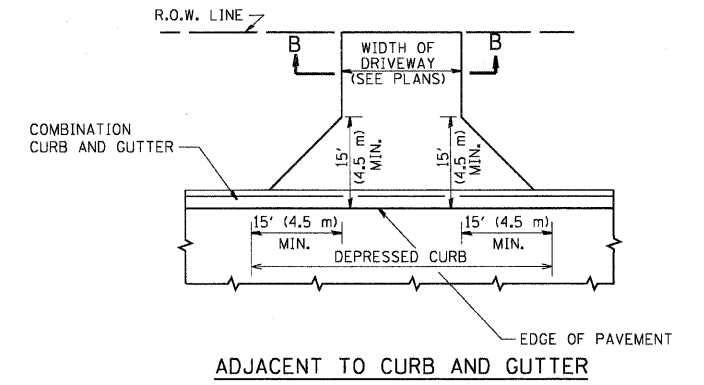 R.O.W. LINE
B
B
WIDTH OF
DRIVEWAY
(SEE PLANS)
COMBINATION
CURB AND GUTTER
15'
(4.5 m)
MIN.
15'
(4.5 m)
MIN.
15' (4.5 m)
MIN.
15' (4.5 m)
MIN.
DEPRESSED CURB
EDGE OF PAVEMENT
ADJACENT TO CURB AND GUTTER